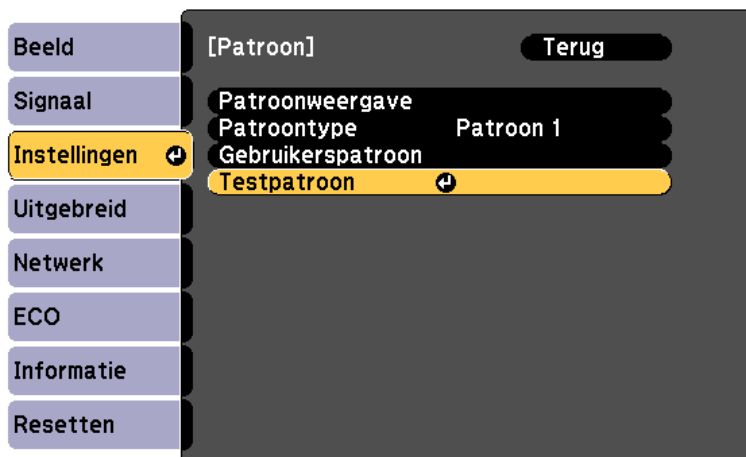 Beeld
Signaal
Instellingen
Uitgebreid
Netwerk
ECO
Informatie
Resetten
[Patroon] Terug
Patroonweergave
Patroontype Patroon 1
Gebruikerspatroon
Testpatroon